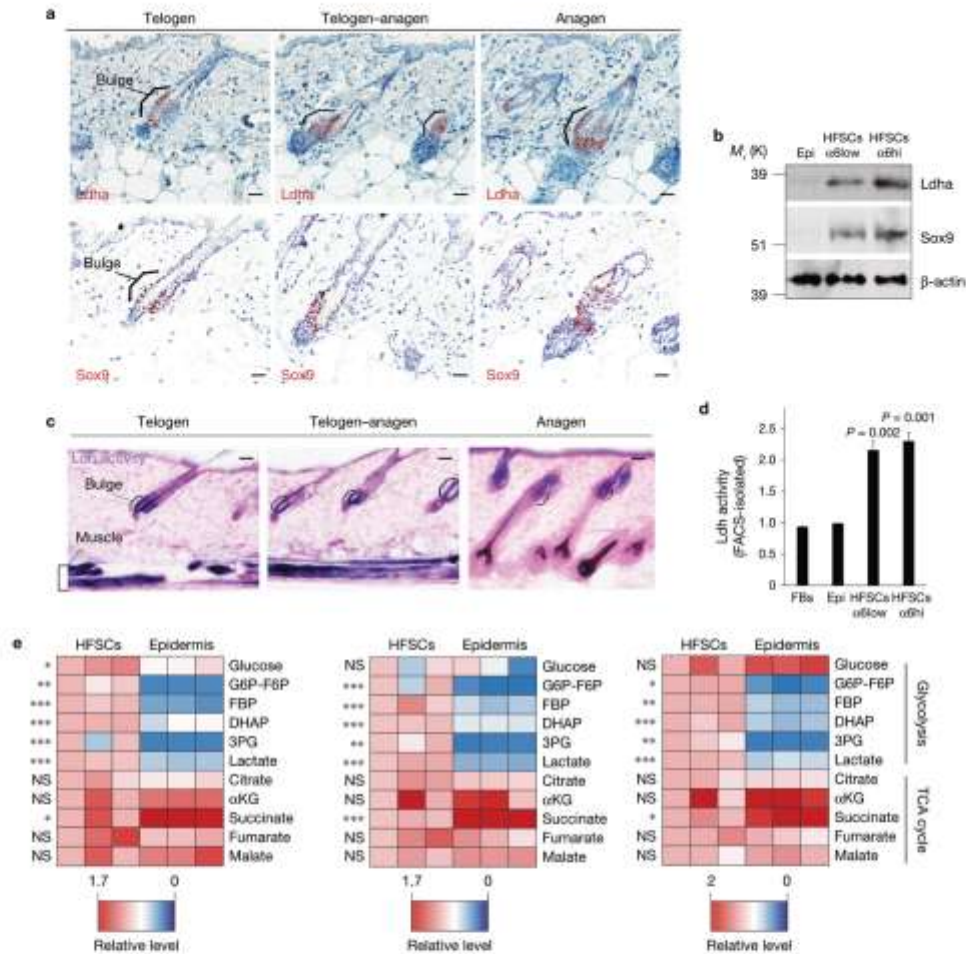 a
Telogen
Telogen–anagen
Anagen
Bulge
Ldha
Ldha
Ldha
Bulge
Sox9
Sox9
Sox9
b
Mr (K)
Epi
HFSCs α6low
HFSCs α6hi
39
Ldha
51
Sox9
39
β-actin
c
Telogen
Telogen–anagen
Anagen
Ldh activity
Bulge
Muscle
d
P = 0.001
P = 0.002
2.5
2.0
1.5
1.0
0.5
0
Ldh activity
(FACS-isolated)
FBs
Epi
HFSCs α6low
HFSCs α6hi
e
HFSCs Epidermis
* Glucose
** G6P-F6P
*** FBP
*** DHAP
** 3PG
*** Lactate
NS Citrate
NS αKG
* Succinate
NS Fumarate
NS Malate
1.7 0
Relative level
HFSCs Epidermis
NS Glucose
*** G6P-F6P
*** FBP
*** DHAP
** 3PG
*** Lactate
NS Citrate
NS αKG
*** Succinate
NS Fumarate
NS Malate
1.7 0
Relative level
HFSCs Epidermis
NS Glucose
* G6P-F6P
** FBP
*** DHAP
** 3PG
*** Lactate
NS Citrate
NS αKG
* Succinate
NS Fumarate
NS Malate
Glycolysis
TCA cycle
2 0
Relative level